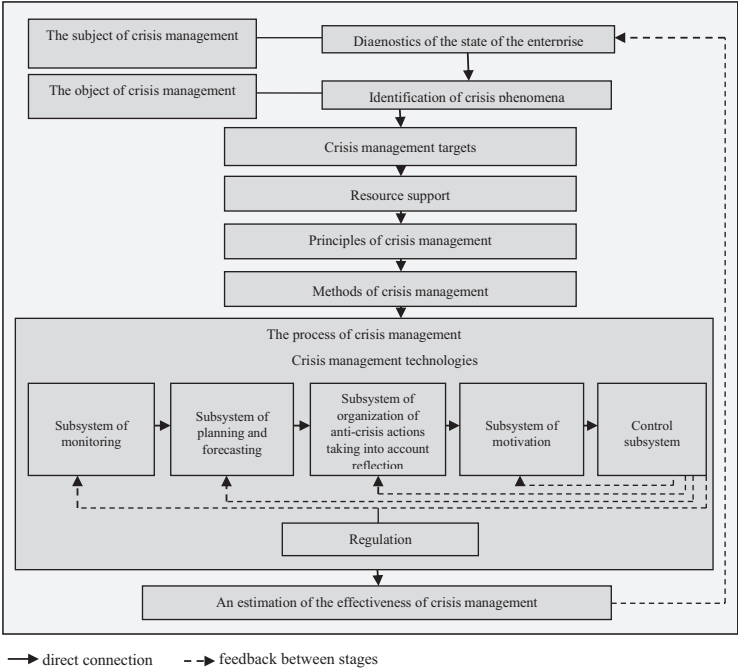 The subject of crisis management
Diagnostics of the state of the enterprise
The object of crisis management
Identification of crisis phenomena
Crisis management targets
Resource support
Principles of crisis management
Methods of crisis management
The process of crisis management
Crisis management technologies
Subsystem of
monitoring
Subsystem of
planning and
forecasting
Subsystem of
organization of
anti-crisis actions
taking into account
reflection
Subsystem of
motivation
Control
subsystem
Regulation
An estimation of the effectiveness of crisis management
direct connection
feedback between stages